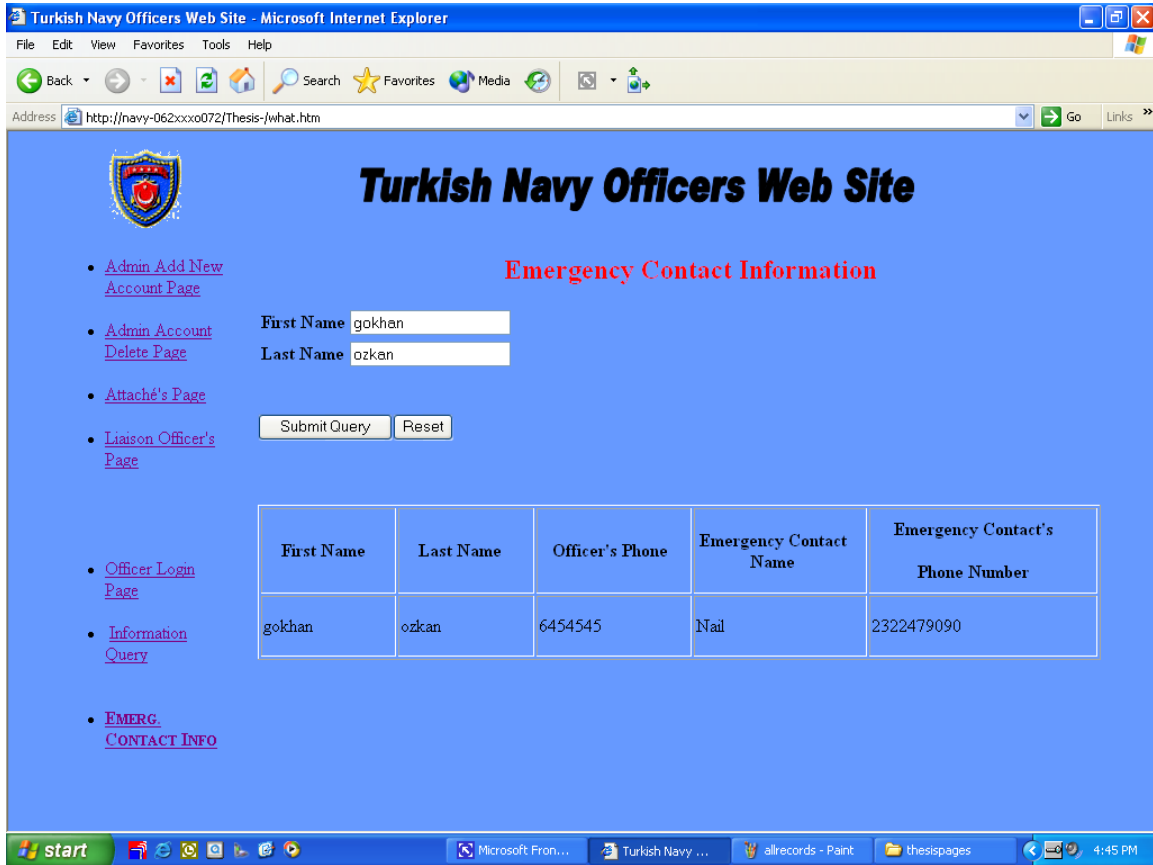 Turkish Navy Officers Web Site - Microsoft Internet Explorer
File Edit View Favorites Tools Help
Back Search Favorites Media
Address http://navy-062xxxo072/Thesis-/what.htm Go Links »
Turkish Navy Officers Web Site
Admin Add New
Account Page
Admin Account
Delete Page
Attaché's Page
Liaison Officer's
Page
Officer Login
Page
Information
Query
EMERG.
CONTACT INFO
Emergency Contact Information
First Name gokhan
Last Name ozkan
Submit Query Reset
First Name Last Name Officer's Phone Emergency Contact Name Emergency Contact's Phone Number
gokhan ozkan 6454545 Nail 2322479090
start Microsoft Fron... Turkish Navy ... allrecords - Paint thesispages 4:45 PM